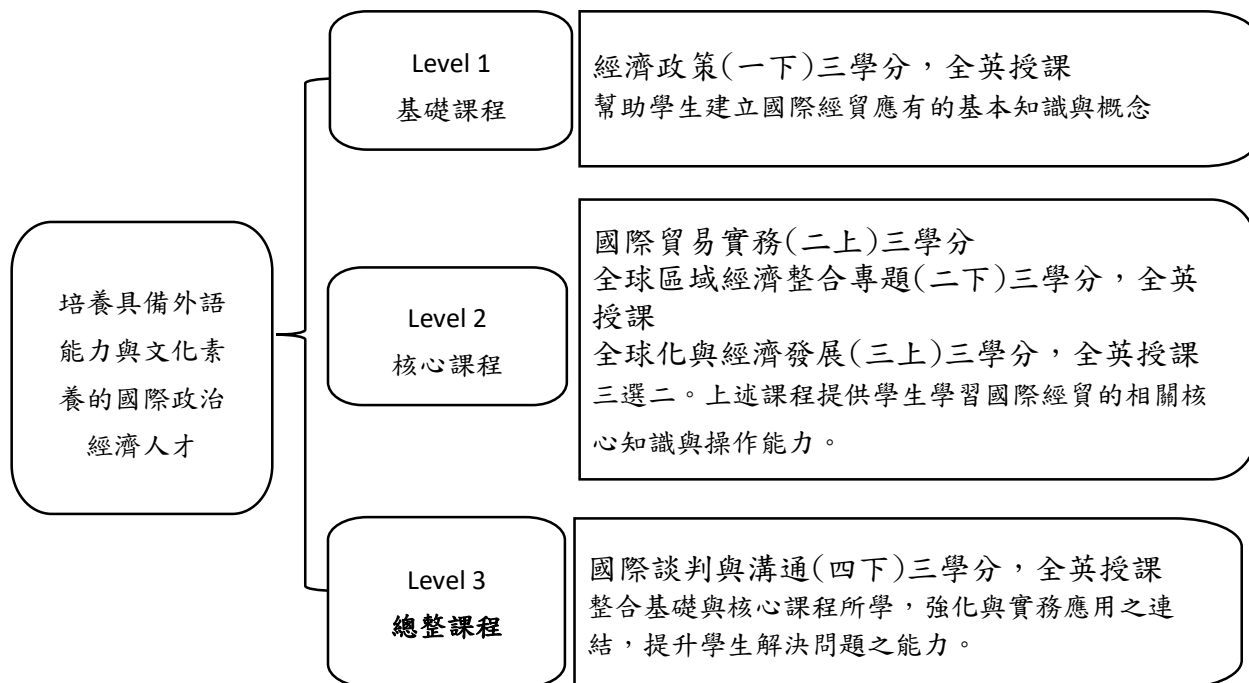 Level 1
基礎課程
經濟政策(一下)三學分，全英授課
幫助學生建立國際經貿應有的基本知識與概念
培養具備外語
能力與文化素
養的國際政治
經濟人才
Level 2
核心課程
國際貿易實務(二上)三學分
全球區域經濟整合專題(二下)三學分，全英
授課
全球化與經濟發展(三上)三學分，全英授課
三選二。上述課程提供學生學習國際經貿的相關核
心知識與操作能力。
Level 3
總整課程
國際談判與溝通(四下)三學分，全英授課
整合基礎與核心課程所學，強化與實務應用之連
結，提升學生解決問題之能力。